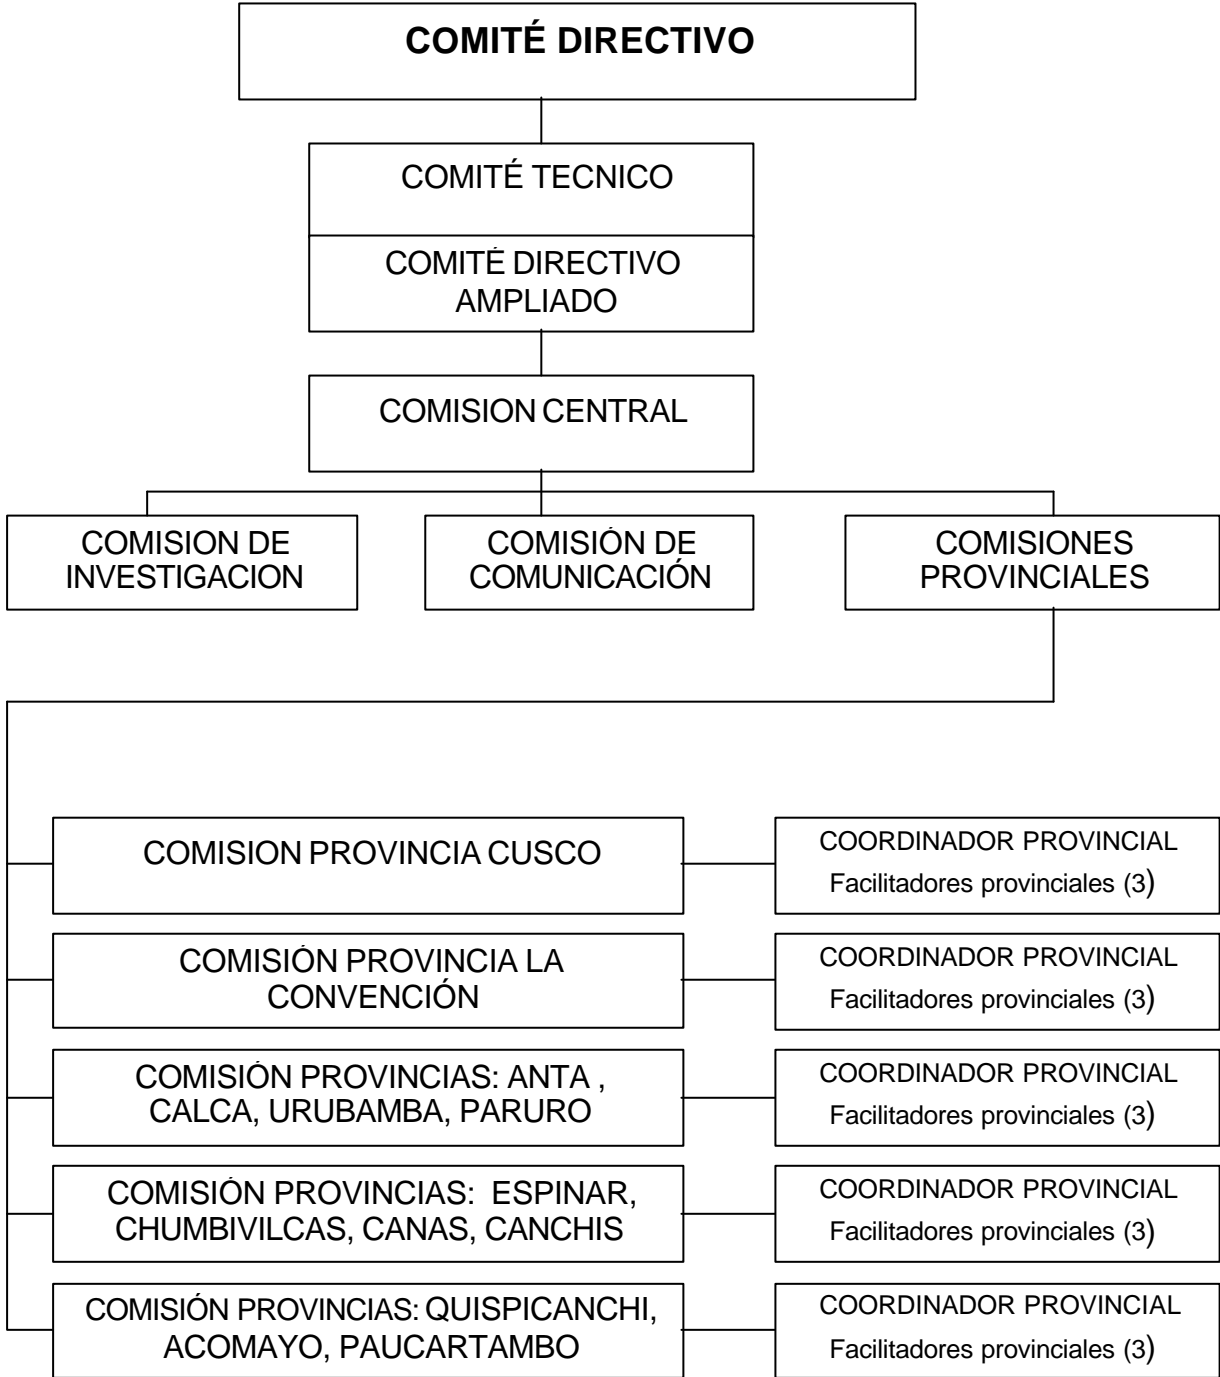 COMITÉ DIRECTIVO
COMITÉ TECNICO
COMITÉ DIRECTIVO
AMPLIADO
COMISION CENTRAL
COMISION DE
INVESTIGACION
COMISIÓN DE
COMUNICACIÓN
COMISIONES
PROVINCIALES
COMISION PROVINCIA CUSCO
COORDINADOR PROVINCIAL
Facilitadores provinciales (3)
COMISIÓN PROVINCIA LA
CONVENCIÓN
COORDINADOR PROVINCIAL
Facilitadores provinciales (3)
COMISIÓN PROVINCIAS: ANTA ,
CALCA, URUBAMBA, PARURO
COORDINADOR PROVINCIAL
Facilitadores provinciales (3)
COMISIÓN PROVINCIAS: ESPINAR,
CHUMBIVILCAS, CANAS, CANCHIS
COORDINADOR PROVINCIAL
Facilitadores provinciales (3)
COMISIÓN PROVINCIAS: QUISPICANCHI,
ACOMAYO, PAUCARTAMBO
COORDINADOR PROVINCIAL
Facilitadores provinciales (3)